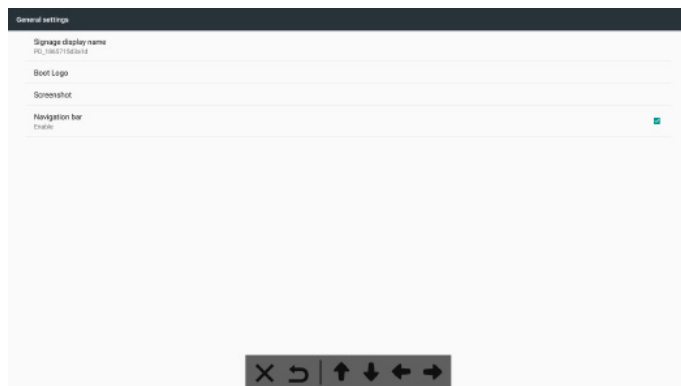 General settings
Signage display name
Boot Logo
Screenshot
Navigation bar
Enable